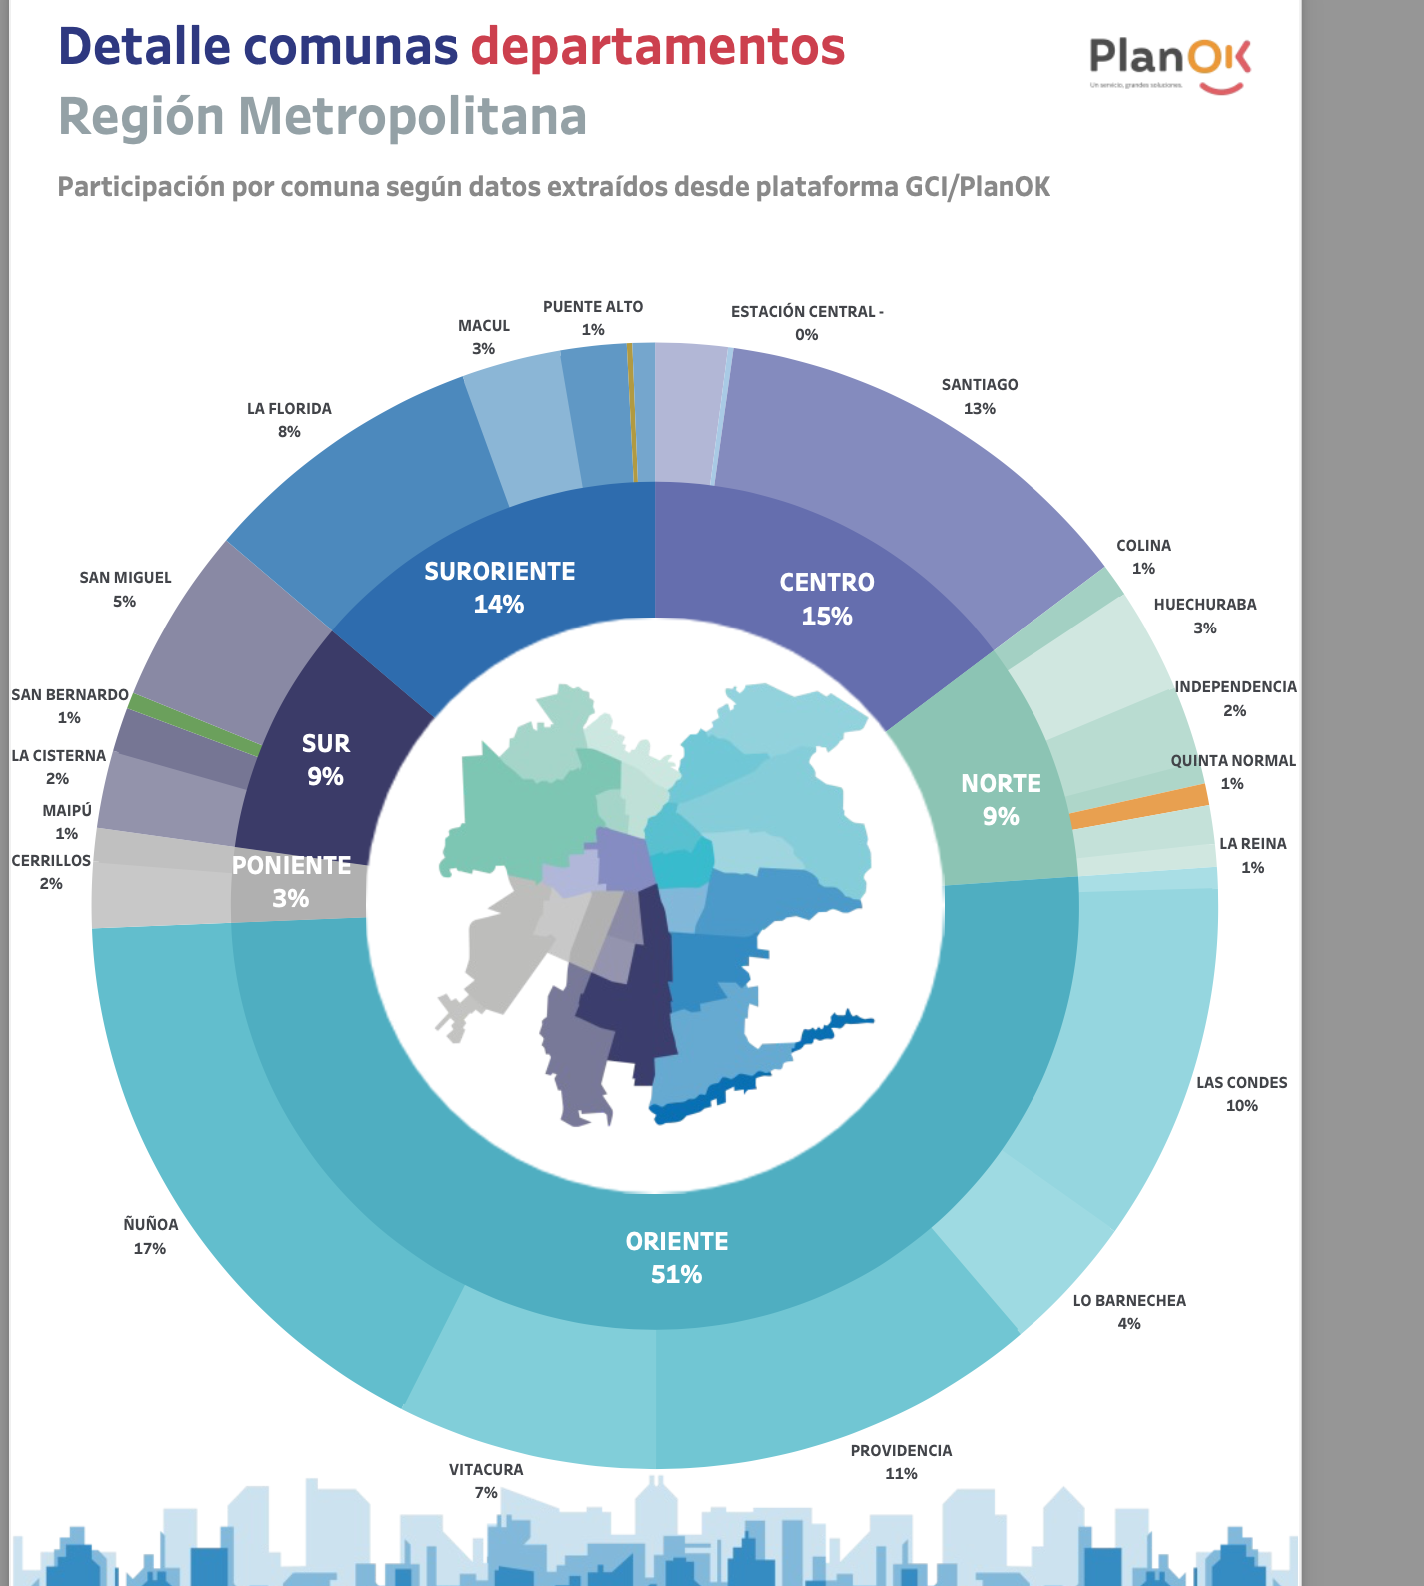 Detalle comunas departamentos
PlanOK
Un servicio, grandes soluciones.
Región Metropolitana
Participación por comuna según datos extraídos desde plataforma GCI/PlanOK
PUENTE ALTO
1%
ESTACIÓN CENTRAL -
0%
MACUL
3%
SANTIAGO
13%
LA FLORIDA
8%
COLINA
1%
SURORIENTE
14%
CENTRO
15%
SAN MIGUEL
5%
HUECHURABA
3%
SAN BERNARDO
1%
INDEPENDENCIA
2%
SUR
9%
LA CISTERNA
2%
QUINTA NORMAL
1%
NORTE
9%
MAIPÚ
1%
LA REINA
1%
CERRILLOS
2%
PONIENTE
3%
LAS CONDES
10%
ÑUÑOA
17%
ORIENTE
51%
LO BARNECHEA
4%
PROVIDENCIA
11%
VITACURA
7%